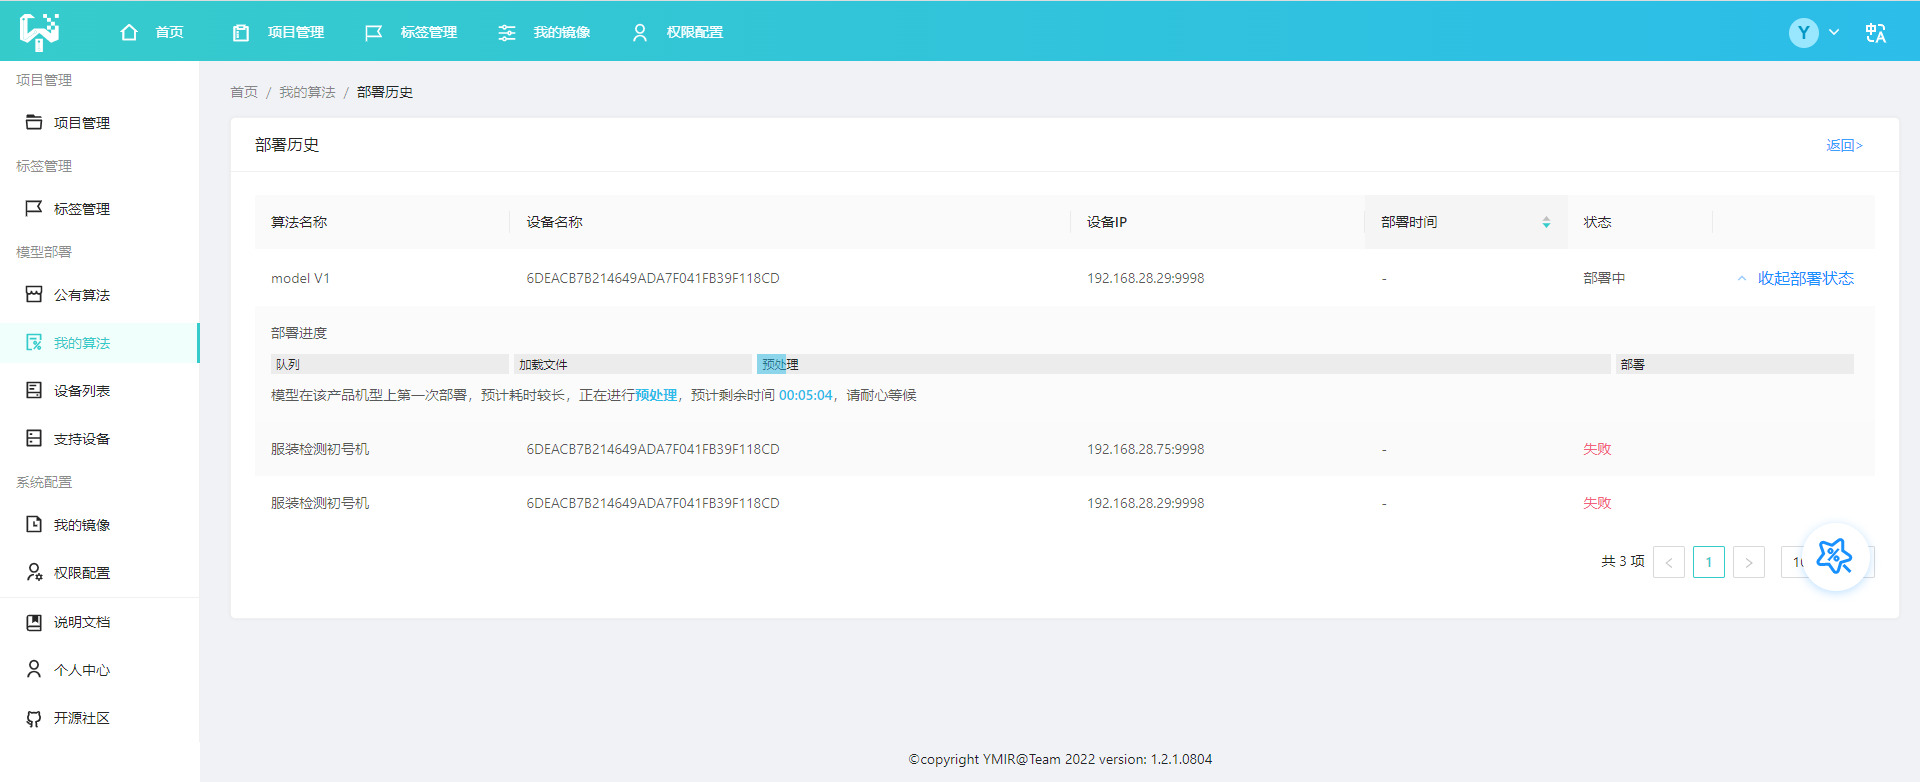 首页 项目管理 标签管理 我的镜像 权限配置 Y
项目管理
项目管理
标签管理
标签管理
模型部署
公有算法
我的算法
设备列表
支持设备
系统配置
我的镜像
权限配置
说明文档
个人中心
开源社区
首页 / 我的算法 / 部署历史
部署历史 返回>
算法名称 设备名称 设备IP 部署时间 状态
model V1 6DEACB7B214649ADA7F041FB39F118CD 192.168.28.29:9998 - 部署中 收起部署状态
部署进度
队列 加载文件 预处理 部署
模型在该产品机型上第一次部署，预计耗时较长，正在进行预处理，预计剩余时间 00:05:04，请耐心等候
服装检测初号机 6DEACB7B214649ADA7F041FB39F118CD 192.168.28.75:9998 - 失败
服装检测初号机 6DEACB7B214649ADA7F041FB39F118CD 192.168.28.29:9998 - 失败
共 3 项 < 1 >
©copyright YMIR@Team 2022 version: 1.2.1.0804